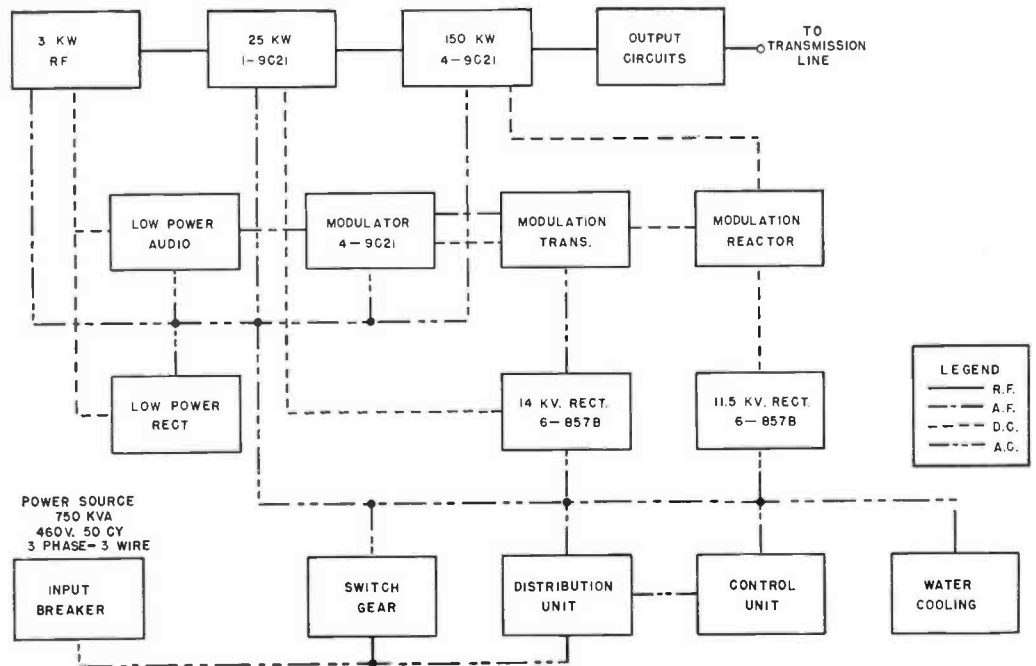 3 KW
RF
25 KW
1-9C21
150 KW
4-9C21
OUTPUT
CIRCUITS
TO
TRANSMISSION
LINE
LOW POWER
AUDIO
MODULATOR
4-9C21
MODULATION
TRANS.
MODULATION
REACTOR
LOW POWER
RECT
14 KV. RECT.
6-857B
11.5 KV. RECT.
6-857B
LEGEND
R.F.
A.F.
D.C.
A.C.
POWER SOURCE
750 KVA
460V. 50 CY
3 PHASE-3 WIRE
INPUT
BREAKER
SWITCH
GEAR
DISTRIBUTION
UNIT
CONTROL
UNIT
WATER
COOLING